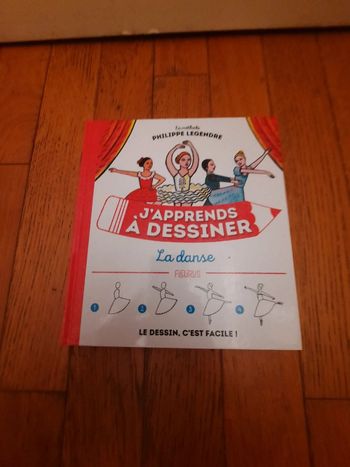 La méthode
PHILIPPE LEGENDRE
J'APPRENDS
À DESSINER
La danse
FLEURUS
1 2 3 4
LE DESSIN, C'EST FACILE !